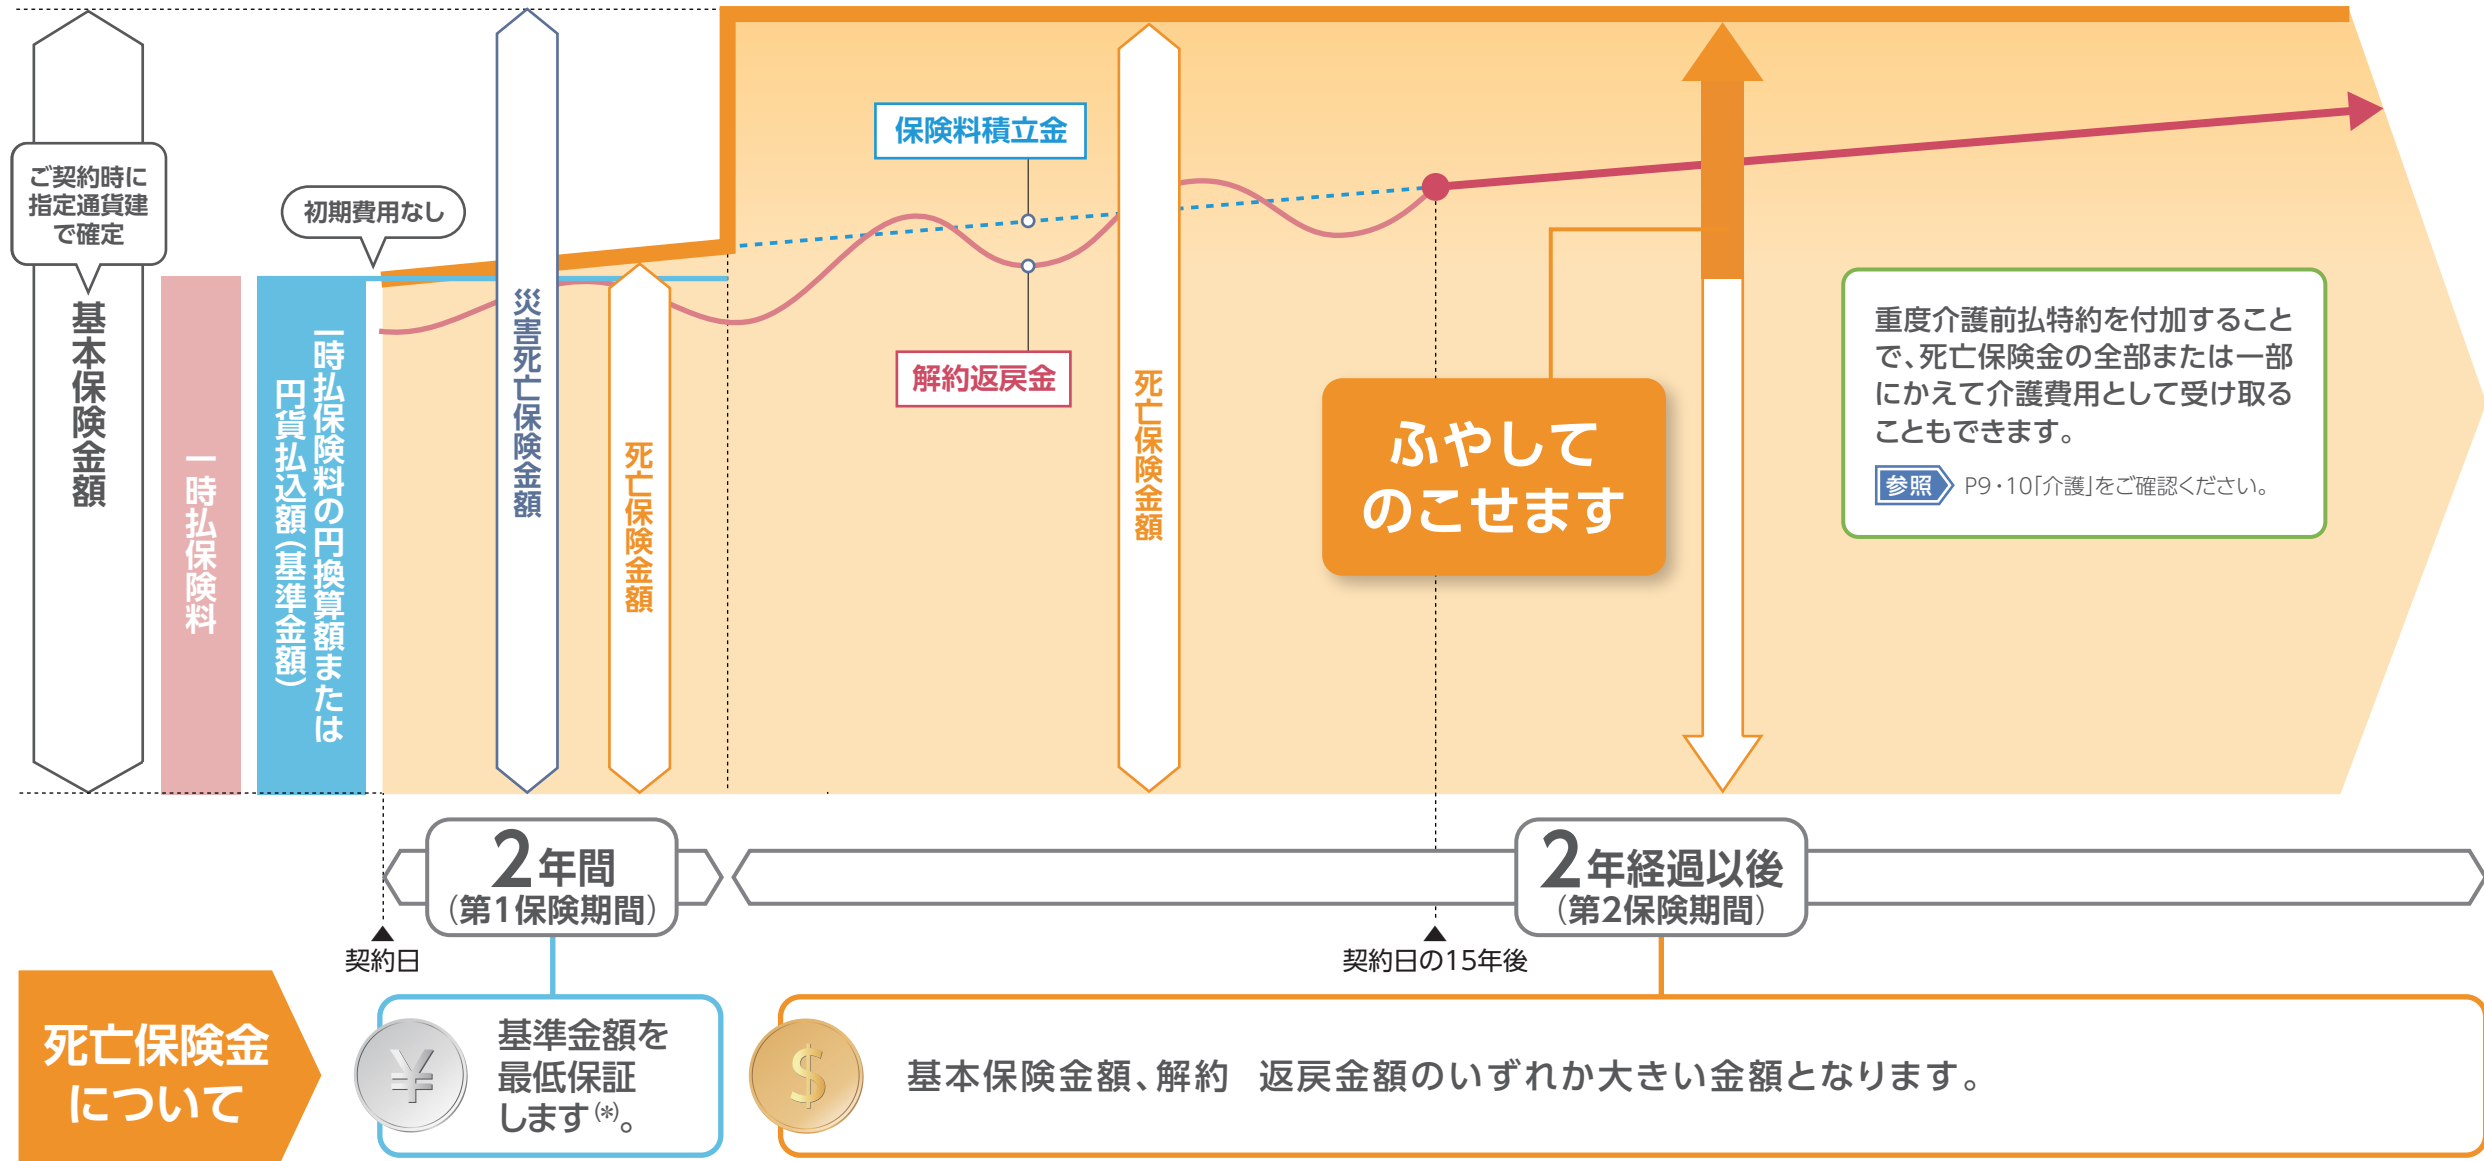 ご契約時に
指定通貨建
で確定
基本保険金額
一時払保険料
一時払保険料の円換算額または
円貨払込額（基準金額）
初期費用なし
災害死亡保険金額
死亡保険金額
保険料積立金
解約返戻金
死亡保険金額
ふやして
のこせます
重度介護前払特約を付加すること
で、死亡保険金の全部または一部
にかえて介護費用として受け取る
こともできます。
参照 P9・10「介護」をご確認ください。
2年間
（第1保険期間）
2年経過以後
（第2保険期間）
契約日
契約日の15年後
死亡保険金
について
¥
基準金額を
最低保証
します(※)。
$
基本保険金額、解約　返戻金額のいずれか大きい金額となります。